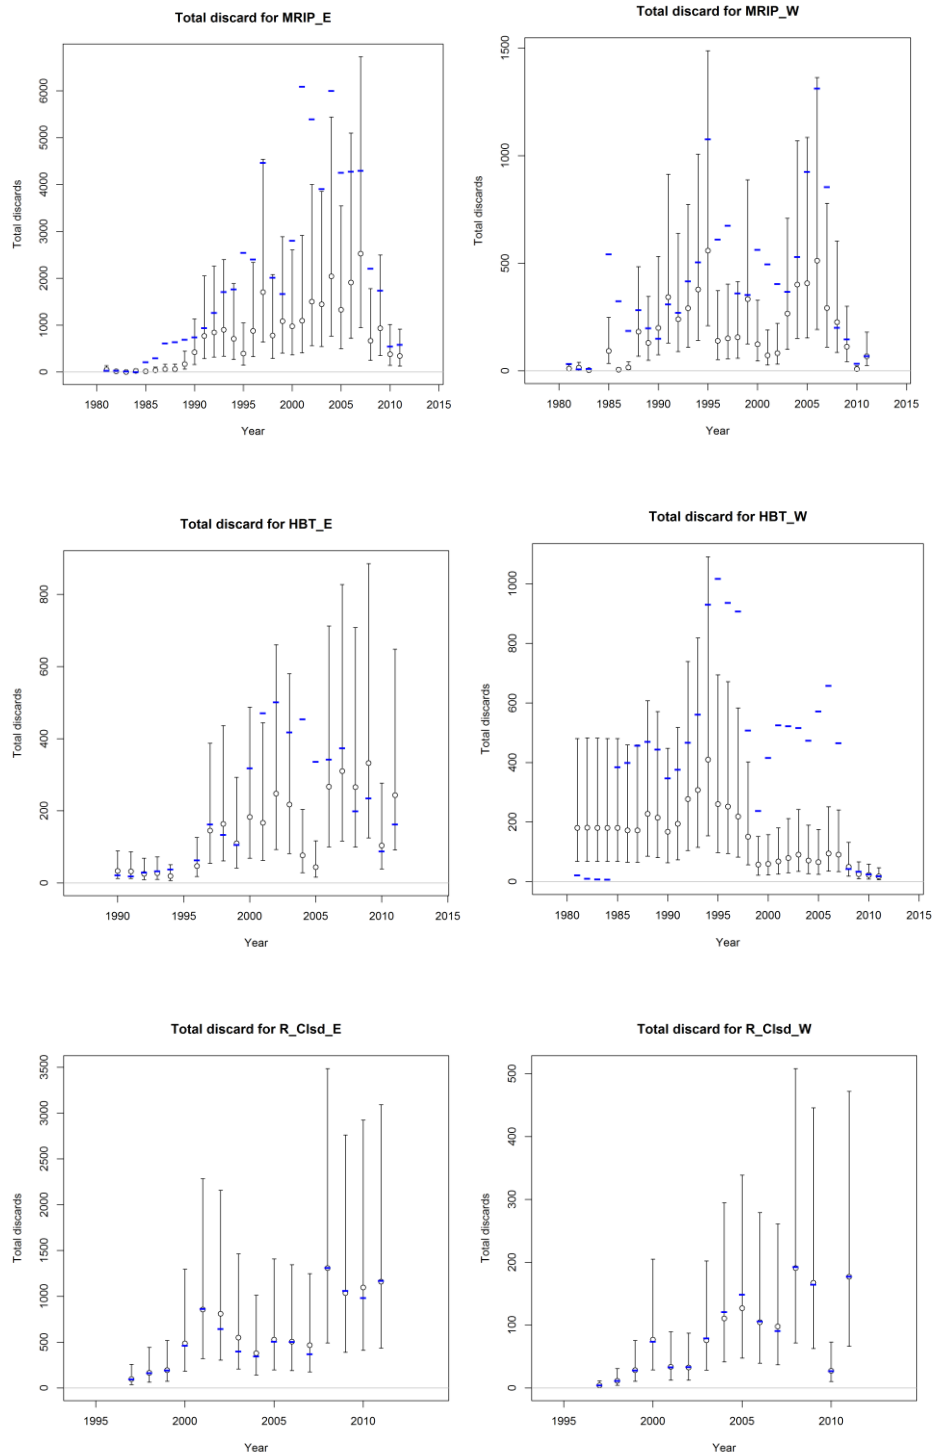 Total discard for MRIP_E
Total discards
0 1000 2000 3000 4000 5000 6000
1980 1985 1990 1995 2000 2005 2010 2015
Year
Total discard for MRIP_W
Total discards
0 500 1000 1500
1980 1985 1990 1995 2000 2005 2010 2015
Year
Total discard for HBT_E
Total discards
0 200 400 600 800
1990 1995 2000 2005 2010 2015
Year
Total discard for HBT_W
Total discards
0 200 400 600 800 1000
1980 1985 1990 1995 2000 2005 2010 2015
Year
Total discard for R_Clsd_E
Total discards
0 500 1000 1500 2000 2500 3000 3500
1995 2000 2005 2010
Year
Total discard for R_Clsd_W
Total discards
0 100 200 300 400 500
1995 2000 2005 2010
Year